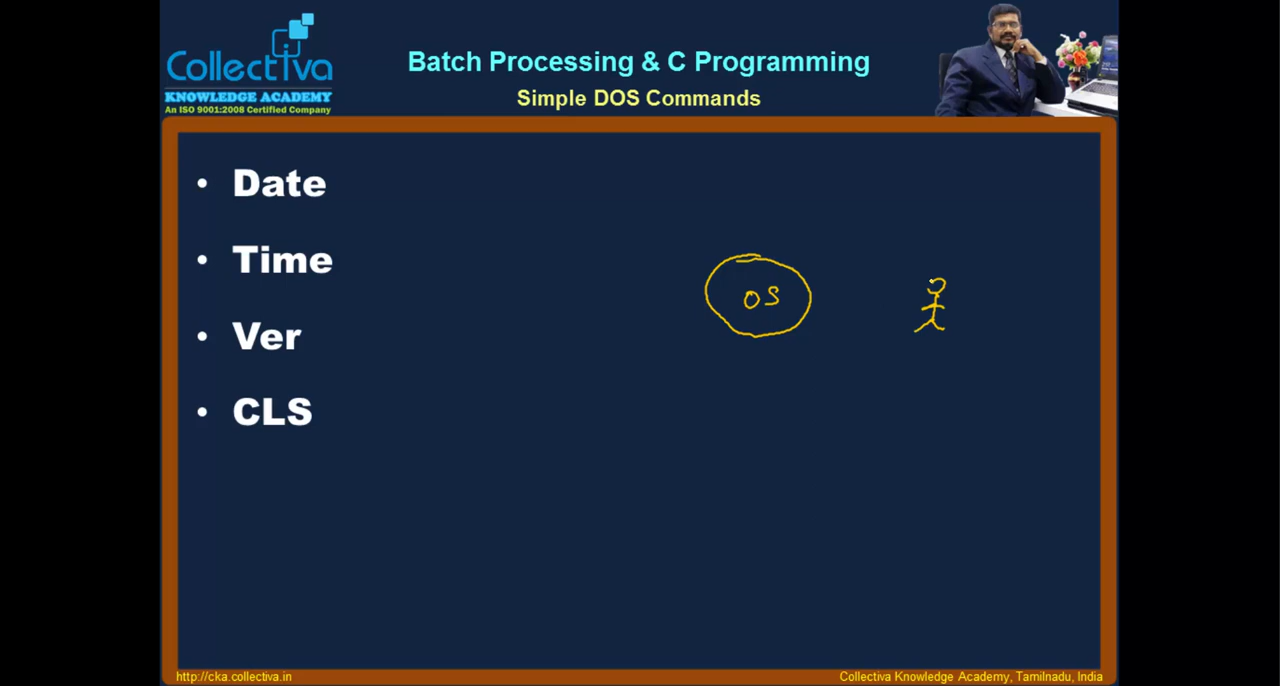 Collectiva
KNOWLEDGE ACADEMY
An ISO 9001:2008 Certified Company
Batch Processing & C Programming
Simple DOS Commands
• Date
• Time
• Ver
• CLS
OS
http://cka.collectiva.in
Collectiva Knowledge Academy, Tamilnadu, India